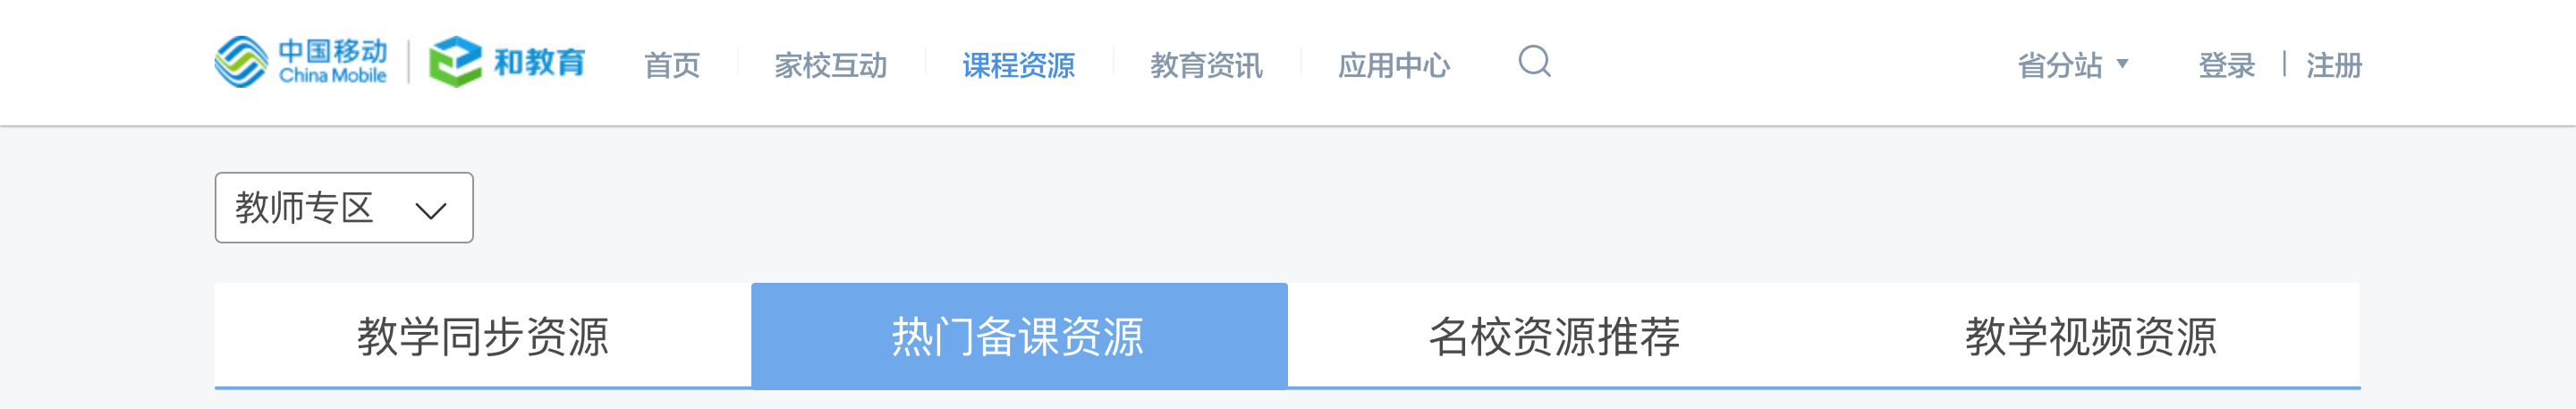 中国移动 China Mobile 和教育 首页 家校互动 课程资源 教育资讯 应用中心 省分站 登录 注册
教师专区
教学同步资源 热门备课资源 名校资源推荐 教学视频资源